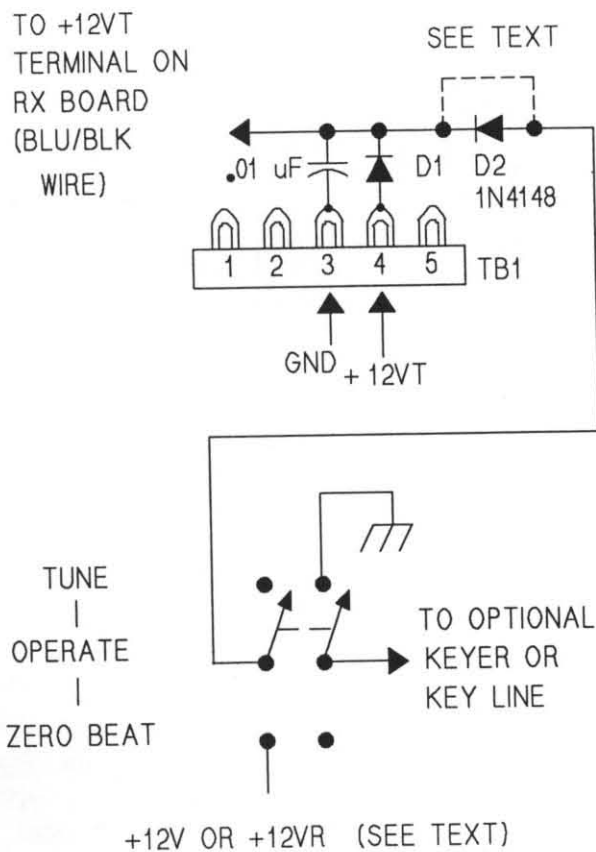 TO +12VT
TERMINAL ON
RX BOARD
(BLU/BLK
WIRE)
SEE TEXT
.01 uF
D1
D2
1N4148
1 2 3 4 5
TB1
GND
+ 12VT
TUNE
OPERATE
ZERO BEAT
TO OPTIONAL
KEYER OR
KEY LINE
+12V OR +12VR (SEE TEXT)